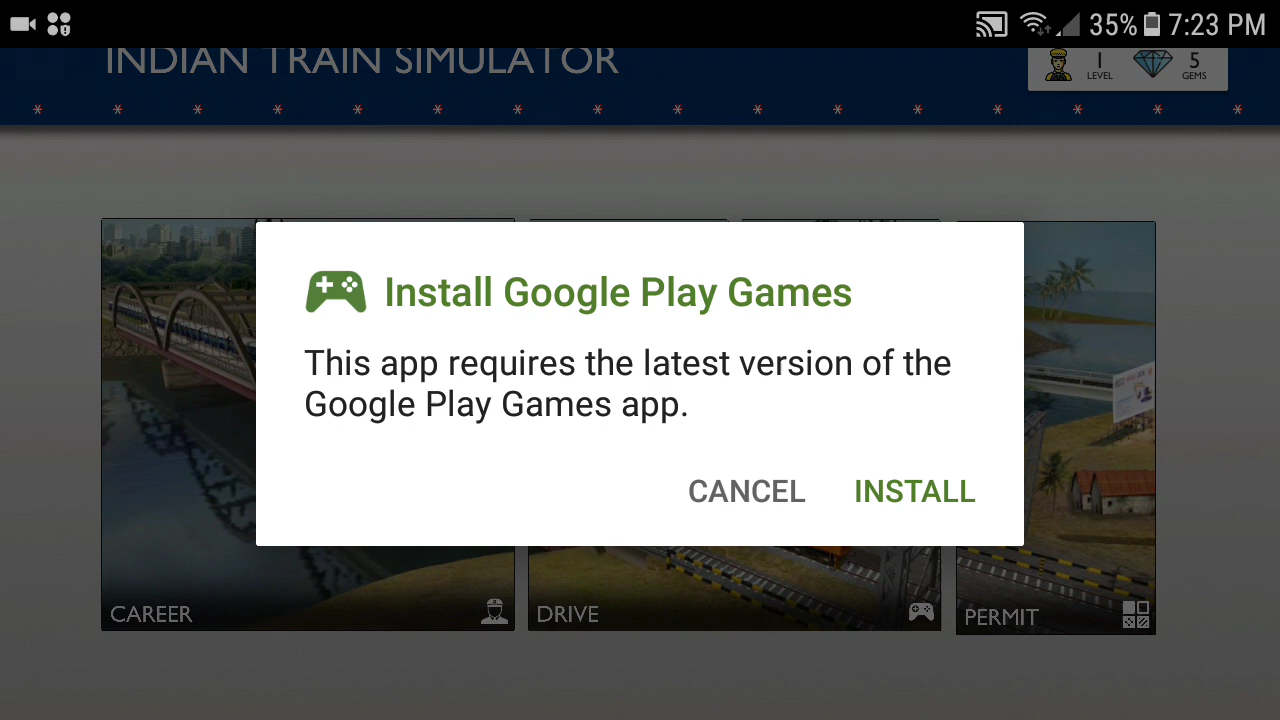 35% 7:23 PM
INDIAN TRAIN SIMULATOR
1 5
LEVEL GEMS
* * * * * * * * * * * * * * * *
Install Google Play Games
This app requires the latest version of the
Google Play Games app.
CANCEL INSTALL
CAREER DRIVE PERMIT